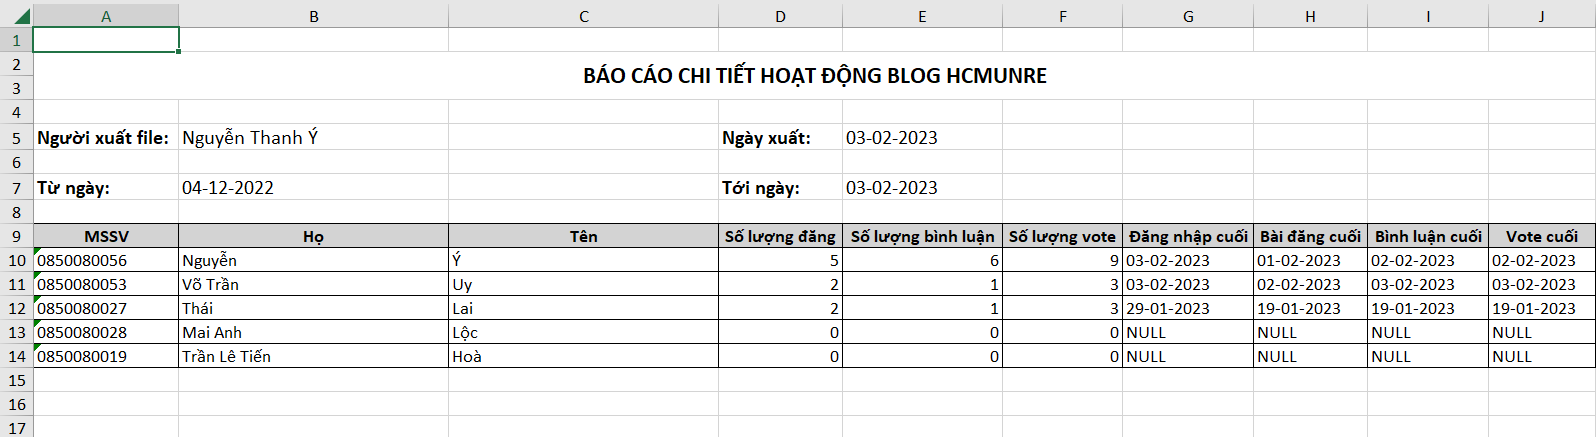 A B C D E F G H I J
1
2
BÁO CÁO CHI TIẾT HOẠT ĐỘNG BLOG HCMUNRE
3
4
5 Người xuất file: Nguyễn Thanh Ý Ngày xuất: 03-02-2023
6
7 Từ ngày: 04-12-2022 Tới ngày: 03-02-2023
8
9 MSSV Họ Tên Số lượng đăng Số lượng bình luận Số lượng vote Đăng nhập cuối Bài đăng cuối Bình luận cuối Vote cuối
10 0850080056 Nguyễn Ý 5 6 9 03-02-2023 01-02-2023 02-02-2023 02-02-2023
11 0850080053 Võ Trần Uy 2 1 3 03-02-2023 02-02-2023 03-02-2023 03-02-2023
12 0850080027 Thái Lai 2 1 3 29-01-2023 19-01-2023 19-01-2023 19-01-2023
13 0850080028 Mai Anh Lộc 0 0 0 NULL NULL NULL NULL
14 0850080019 Trần Lê Tiến Hoà 0 0 0 NULL NULL NULL NULL
15
16
17